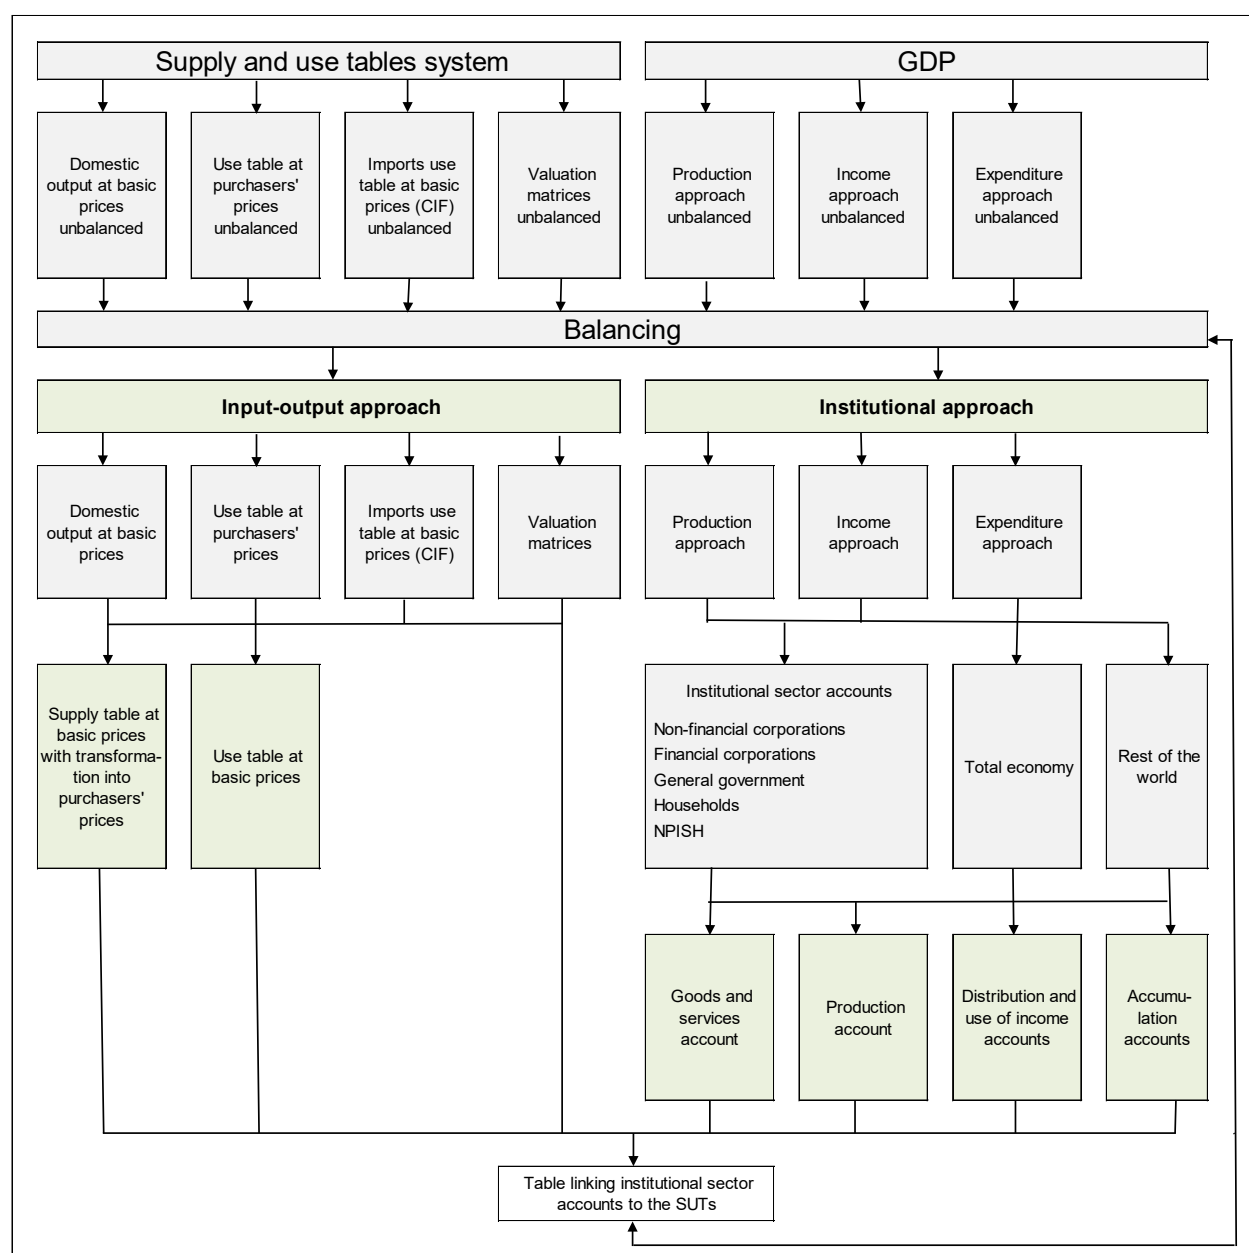 Supply and use tables system
GDP
Domestic
output at basic
prices
unbalanced
Use table at
purchasers'
prices
unbalanced
Imports use
table at basic
prices (CIF)
unbalanced
Valuation
matrices
unbalanced
Production
approach
unbalanced
Income
approach
unbalanced
Expenditure
approach
unbalanced
Balancing
Input-output approach
Institutional approach
Domestic
output at basic
prices
Use table at
purchasers'
prices
Imports use
table at basic
prices (CIF)
Valuation
matrices
Production
approach
Income
approach
Expenditure
approach
Supply table at
basic prices
with transforma-
tion into
purchasers'
prices
Use table at
basic prices
Institutional sector accounts
Non-financial corporations
Financial corporations
General government
Households
NPISH
Total economy
Rest of the
world
Goods and
services
account
Production
account
Distribution and
use of income
accounts
Accumu-
lation
accounts
Table linking institutional sector
accounts to the SUTs